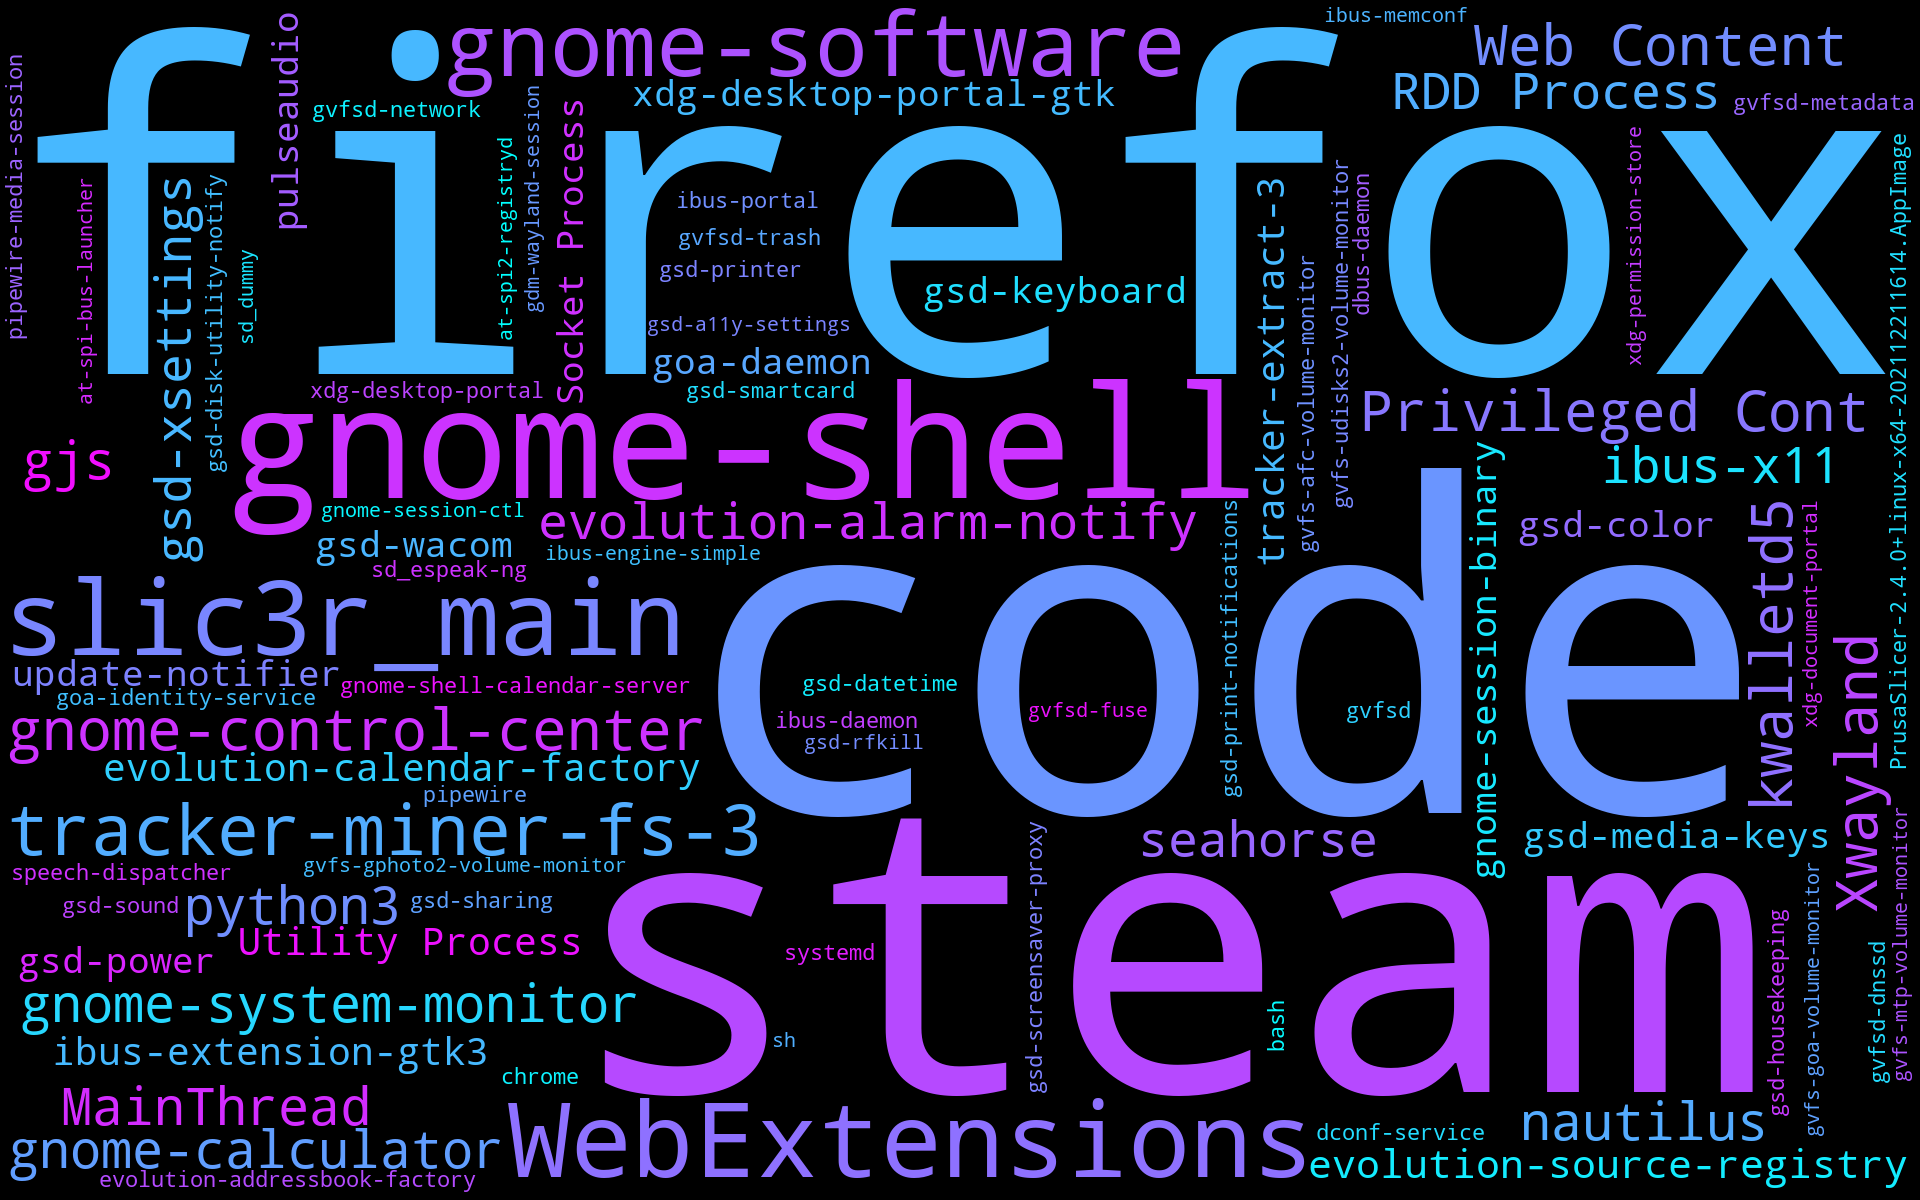 firefox
gnome-software
ibus-memconf
Web Content
RDD Process
gvfsd-metadata
xdg-desktop-portal-gtk
pipewire-media-session
pulseaudio
gvfsd-network
at-spi-bus-launcher
gsd-xsettings
gsd-disk-utility-notify
sd_dummy
at-spi2-registryd
gdm-wayland-session
Socket Process
ibus-portal
gvfsd-trash
gsd-printer
gsd-keyboard
gsd-a11y-settings
goa-daemon
gsd-smartcard
xdg-desktop-portal
tracker-extract-3
gvfs-afc-volume-monitor
gvfs-udisks2-volume-monitor
dbus-daemon
xdg-permission-store
PrusaSlicer-2.4.0+linux-x64-202112211614.AppImage
gnome-shell
Privileged Cont
gjs
ibus-x11
gnome-session-ctl
evolution-alarm-notify
gsd-wacom
ibus-engine-simple
sd_espeak-ng
gsd-color
gsd-print-notifications
gnome-session-binary
kwalletd5
xdg-document-portal
Xwayland
slic3r_main
code
update-notifier
gnome-shell-calendar-server
goa-identity-service
gsd-datetime
ibus-daemon
gsd-rfkill
gvfsd-fuse
gvfsd
gnome-control-center
evolution-calendar-factory
pipewire
tracker-miner-fs-3
seahorse
gsd-media-keys
speech-dispatcher
gvfs-gphoto2-volume-monitor
gsd-sound
python3
gsd-sharing
Utility Process
gsd-power
steam
systemd
gsd-screensaver-proxy
bash
sh
gsd-housekeeping
gvfs-goa-volume-monitor
gvfsd-dnssd
gvfs-mtp-volume-monitor
gnome-system-monitor
ibus-extension-gtk3
chrome
MainThread
WebExtensions
nautilus
dconf-service
gnome-calculator
evolution-source-registry
evolution-addressbook-factory